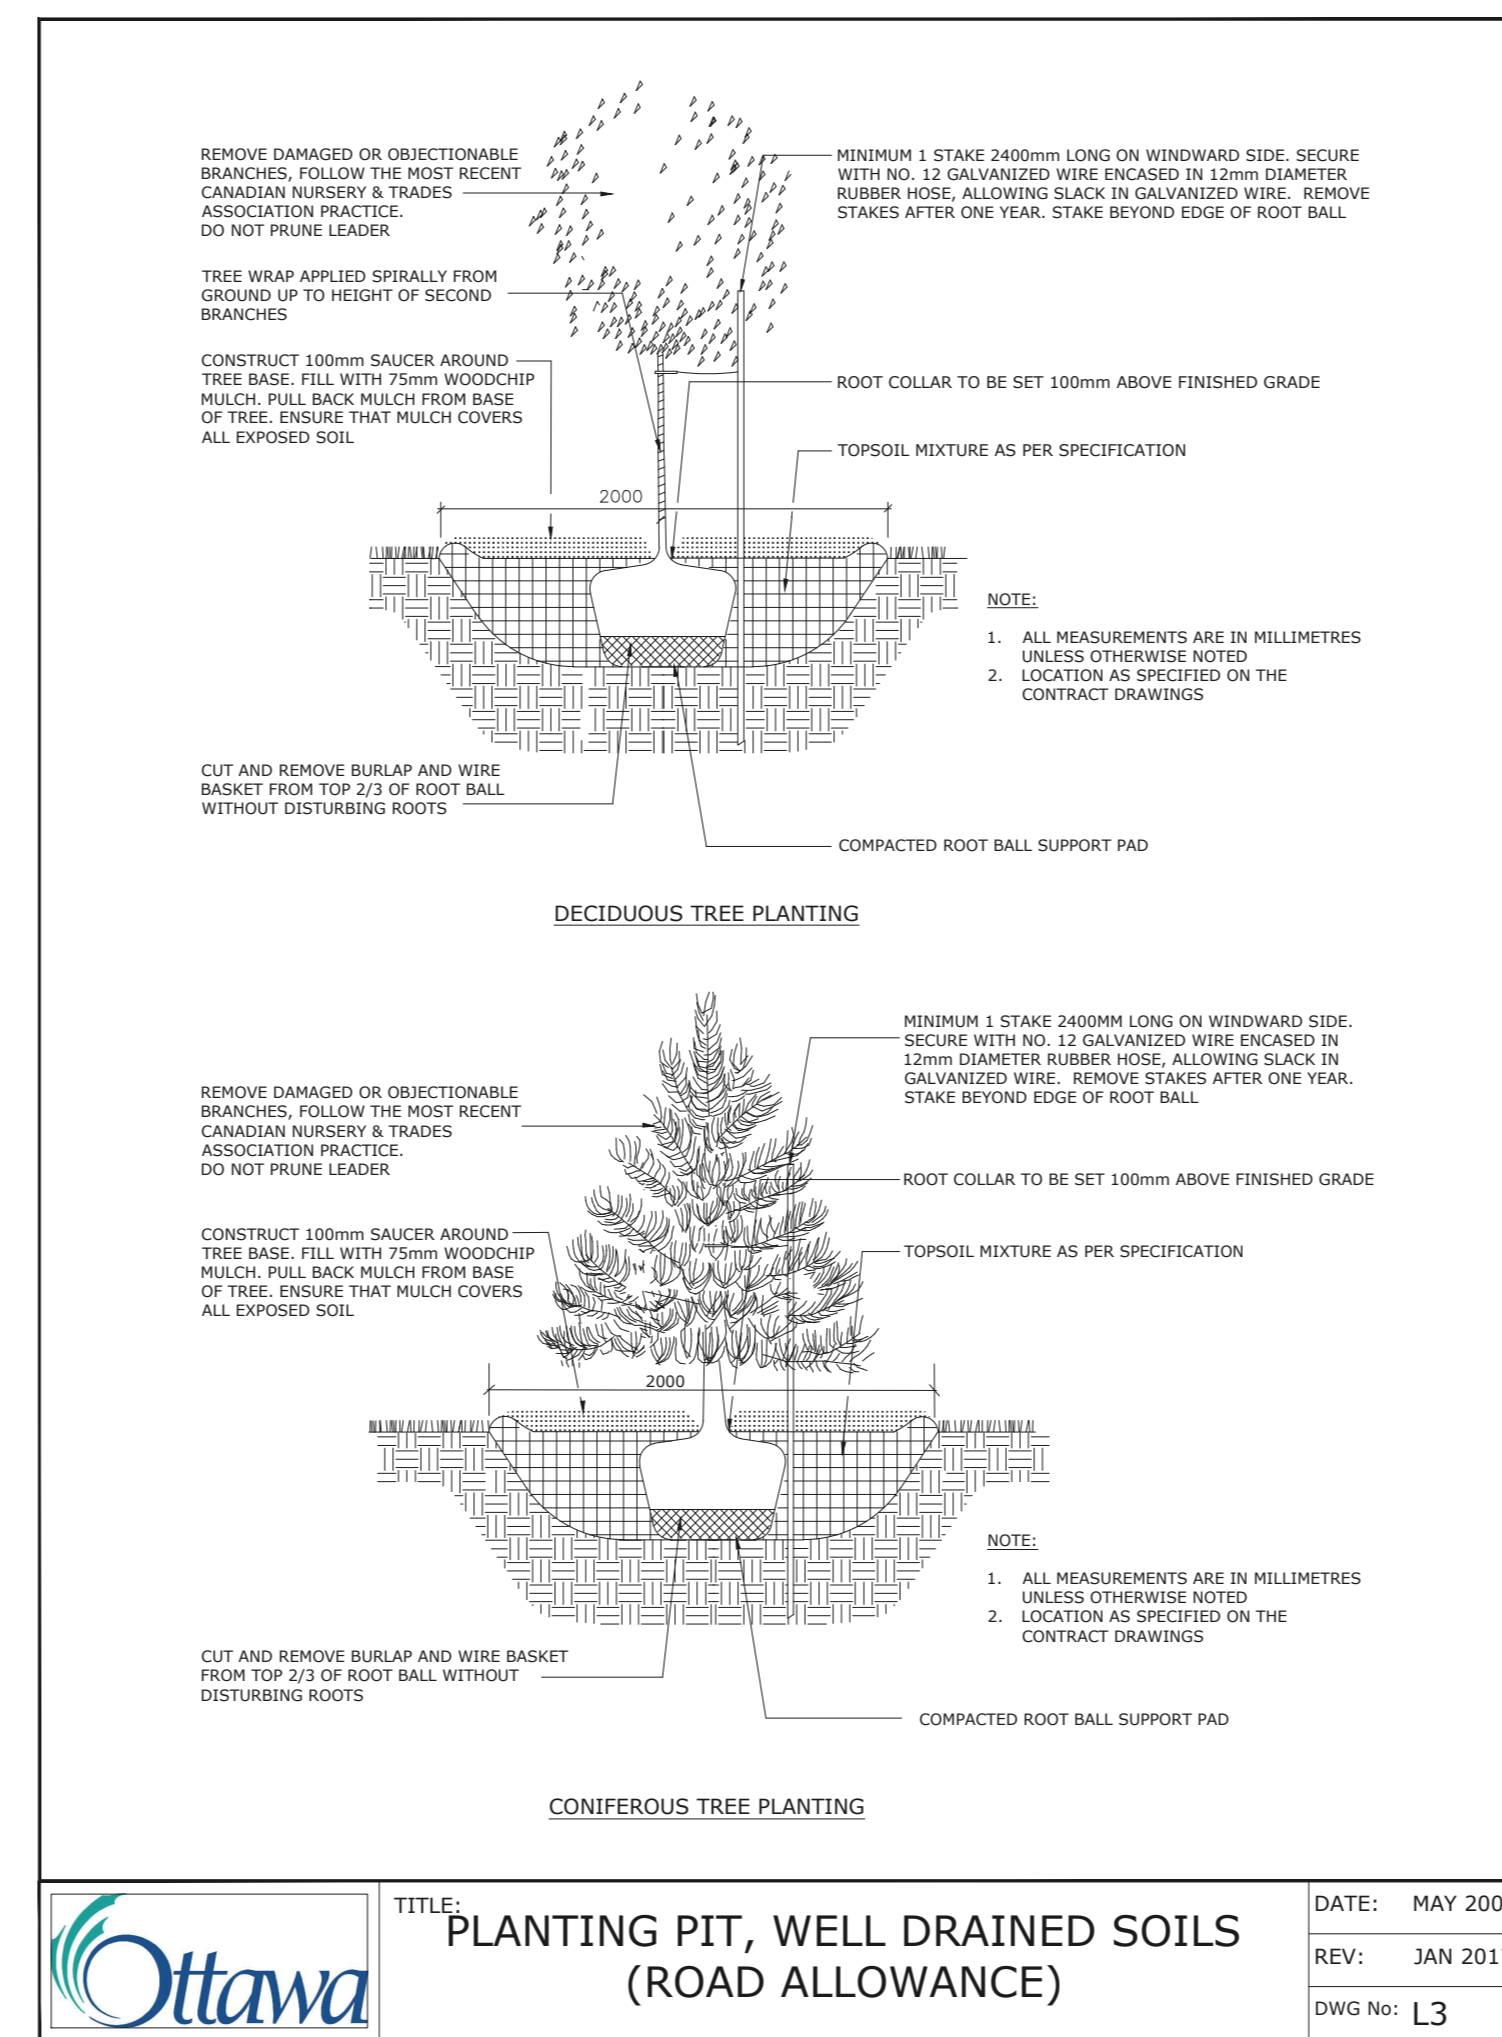 REMOVE DAMAGED OR OBJECTIONABLE
BRANCHES, FOLLOW THE MOST RECENT
CANADIAN NURSERY & TRADES
ASSOCIATION PRACTICE.
DO NOT PRUNE LEADER
TREE WRAP APPLIED SPIRALLY FROM
GROUND UP TO HEIGHT OF SECOND
BRANCHES
CONSTRUCT 100mm SAUCER AROUND
TREE BASE. FILL WITH 75mm WOODCHIP
MULCH. PULL BACK MULCH FROM BASE
OF TREE. ENSURE THAT MULCH COVERS
ALL EXPOSED SOIL
MINIMUM 1 STAKE 2400mm LONG ON WINDWARD SIDE. SECURE
WITH NO. 12 GALVANIZED WIRE ENCASED IN 12mm DIAMETER
RUBBER HOSE, ALLOWING SLACK IN GALVANIZED WIRE. REMOVE
STAKES AFTER ONE YEAR. STAKE BEYOND EDGE OF ROOT BALL
ROOT COLLAR TO BE SET 100mm ABOVE FINISHED GRADE
TOPSOIL MIXTURE AS PER SPECIFICATION
2000
NOTE:
1. ALL MEASUREMENTS ARE IN MILLIMETRES
UNLESS OTHERWISE NOTED
2. LOCATION AS SPECIFIED ON THE
CONTRACT DRAWINGS
CUT AND REMOVE BURLAP AND WIRE
BASKET FROM TOP 2/3 OF ROOT BALL
WITHOUT DISTURBING ROOTS
COMPACTED ROOT BALL SUPPORT PAD
DECIDUOUS TREE PLANTING
REMOVE DAMAGED OR OBJECTIONABLE
BRANCHES, FOLLOW THE MOST RECENT
CANADIAN NURSERY & TRADES
ASSOCIATION PRACTICE.
DO NOT PRUNE LEADER
CONSTRUCT 100mm SAUCER AROUND
TREE BASE. FILL WITH 75mm WOODCHIP
MULCH. PULL BACK MULCH FROM BASE
OF TREE. ENSURE THAT MULCH COVERS
ALL EXPOSED SOIL
MINIMUM 1 STAKE 2400MM LONG ON WINDWARD SIDE.
SECURE WITH NO. 12 GALVANIZED WIRE ENCASED IN
12mm DIAMETER RUBBER HOSE, ALLOWING SLACK IN
GALVANIZED WIRE. REMOVE STAKES AFTER ONE YEAR.
STAKE BEYOND EDGE OF ROOT BALL
ROOT COLLAR TO BE SET 100mm ABOVE FINISHED GRADE
TOPSOIL MIXTURE AS PER SPECIFICATION
2000
NOTE:
1. ALL MEASUREMENTS ARE IN MILLIMETRES
UNLESS OTHERWISE NOTED
2. LOCATION AS SPECIFIED ON THE
CONTRACT DRAWINGS
CUT AND REMOVE BURLAP AND WIRE BASKET
FROM TOP 2/3 OF ROOT BALL WITHOUT
DISTURBING ROOTS
COMPACTED ROOT BALL SUPPORT PAD
CONIFEROUS TREE PLANTING
Ottawa
TITLE:
PLANTING PIT, WELL DRAINED SOILS
(ROAD ALLOWANCE)
DATE: MAY
REV: JAN
DWG No: L3